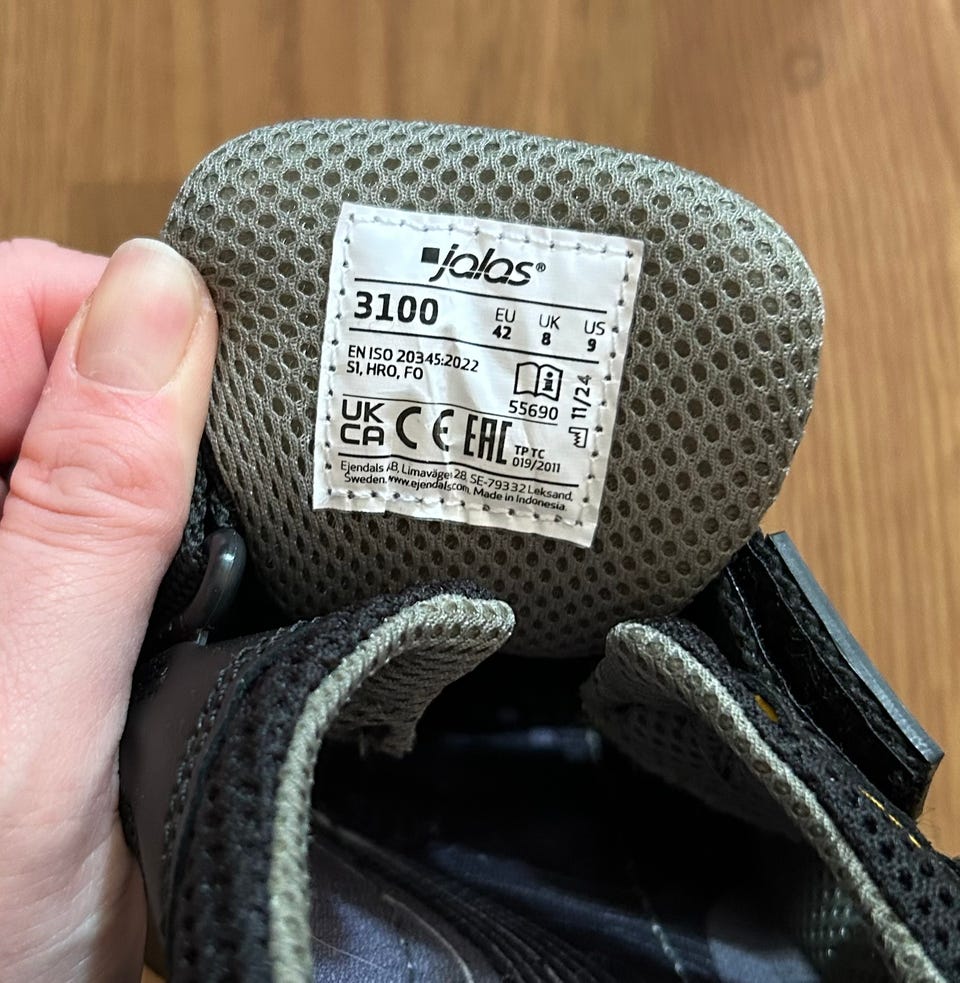 jalas®
3100
EU UK US
42 8 9
EN ISO 20345:2022
S1, HRO, FO
55690
11/24
UK
CA CE EAC
TP TC
019/2011
Ejendals AB, Limavägen 28, SE-79332 Leksand,
Sweden. www.ejendals.com, Made in Indonesia.